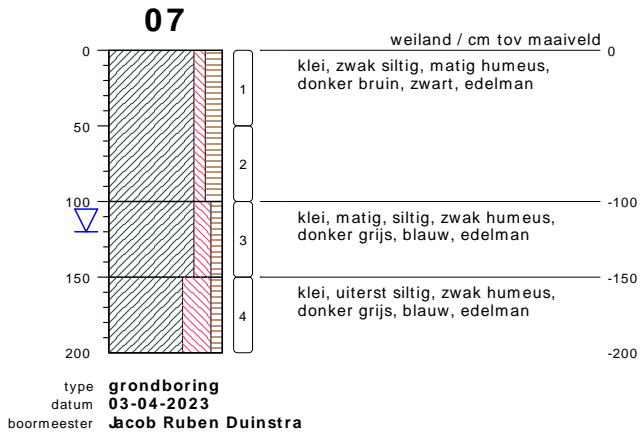 07
weiland / cm tov maaiveld
0
0
klei, zwak siltig, matig humeus,
donker bruin, zwart, edelman
1
50
2
100
-100
klei, matig, siltig, zwak humeus,
donker grijs, blauw, edelman
3
150
-150
klei, uiterst siltig, zwak humeus,
donker grijs, blauw, edelman
4
200
-200
type grondboring
datum 03-04-2023
boormeester Jacob Ruben Duinstra